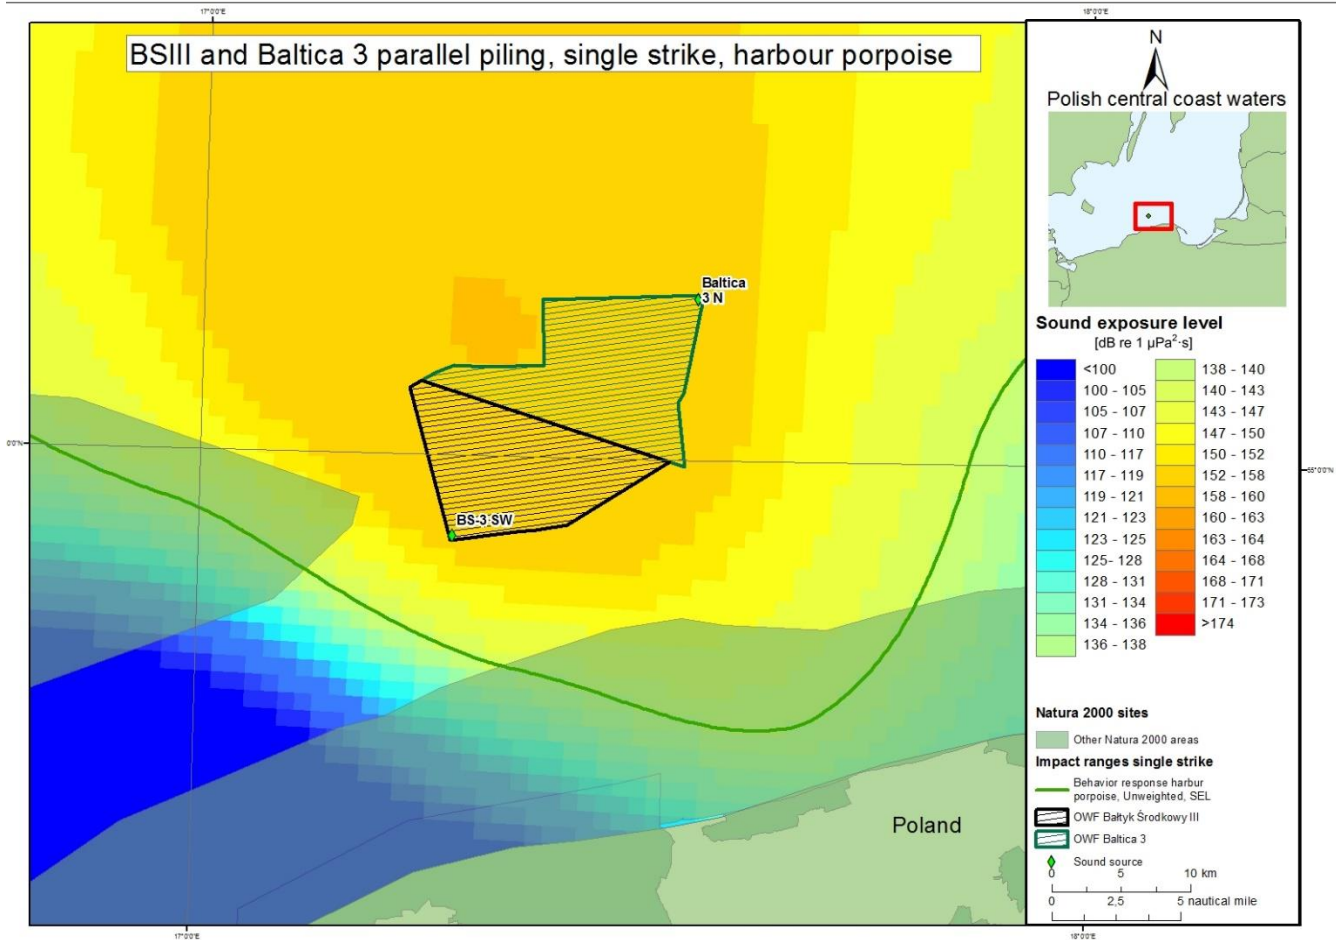 17°0'0"E
18°0'0"E
BSIII and Baltica 3 parallel piling, single strike, harbour porpoise
N
Polish central coast waters
Baltica
3 N
Sound exposure level
[dB re 1 µPa²·s]
<100
100 - 105
105 - 107
107 - 110
110 - 117
117 - 119
119 - 121
121 - 123
123 - 125
125- 128
128 - 131
131 - 134
134 - 136
136 - 138
138 - 140
140 - 143
143 - 147
147 - 150
150 - 152
152 - 158
158 - 160
160 - 163
163 - 164
164 - 168
168 - 171
171 - 173
>174
0'0"N
55°0'0"N
BS-3 SW
Natura 2000 sites
Other Natura 2000 areas
Impact ranges single strike
Behavior response harbur
porpoise, Unweighted, SEL
OWF Bałtyk Środkowy III
OWF Baltica 3
Sound source
0 5 10 km
0 2,5 5 nautical mile
Poland
17°0'0"E
18°0'0"E